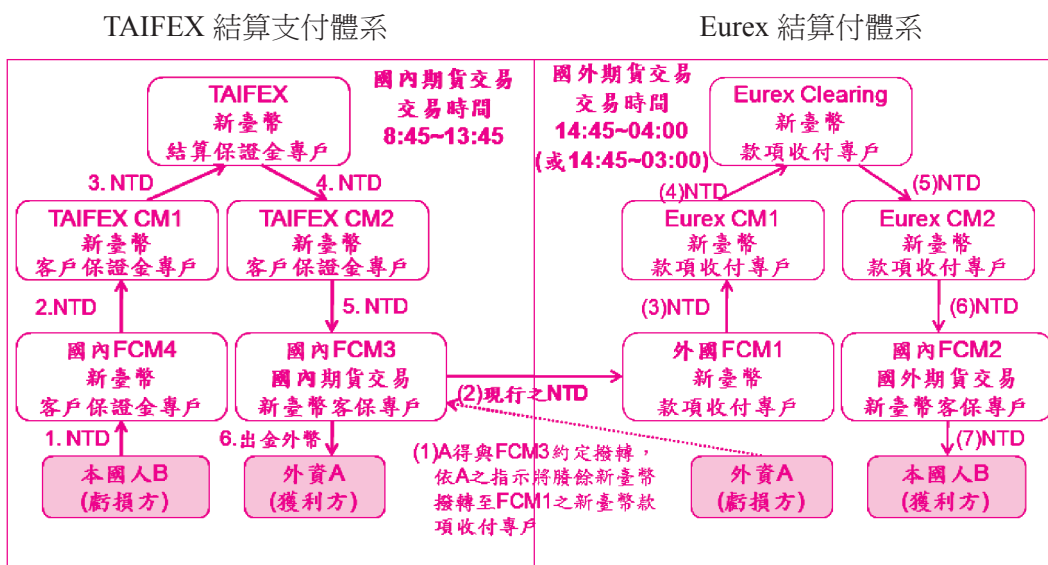 TAIFEX 結算支付體系
Eurex 結算付體系
國內期貨交易
交易時間
8:45~13:45
國外期貨交易
交易時間
14:45~04:00
(或14:45~03:00)
TAIFEX
新臺幣
結算保證金專戶
3. NTD
4. NTD
TAIFEX CM1
新臺幣
客戶保證金專戶
TAIFEX CM2
新臺幣
客戶保證金專戶
2.NTD
5. NTD
國內FCM4
新臺幣
客戶保證金專戶
國內FCM3
國內期貨交易
新臺幣客保專戶
1. NTD
6.出金外幣
本國人B
(虧損方)
外資A
(獲利方)
(2)現行之NTD
(1)A得與FCM3約定撥轉，
依A之指示將賸餘新臺幣
撥轉至FCM1之新臺幣款
項收付專戶
Eurex Clearing
新臺幣
款項收付專戶
(4)NTD
(5)NTD
Eurex CM1
新臺幣
款項收付專戶
Eurex CM2
新臺幣
款項收付專戶
(3)NTD
(6)NTD
外國FCM1
新臺幣
款項收付專戶
國內FCM2
國外期貨交易
新臺幣客保專戶
(7)NTD
外資A
(虧損方)
本國人B
(獲利方)